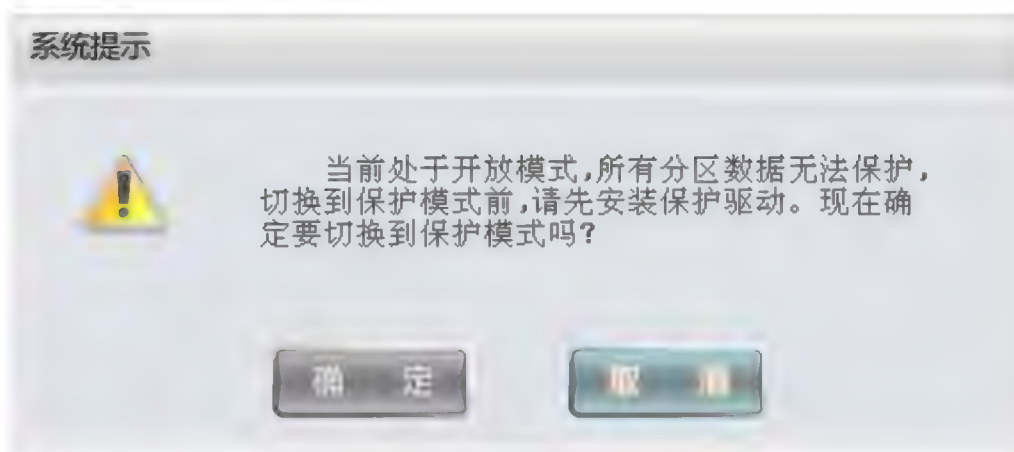 系统提示
当前处于开放模式,所有分区数据无法保护,
切换到保护模式前,请先安装保护驱动。现在确
定要切换到保护模式吗?
确 定
取 消